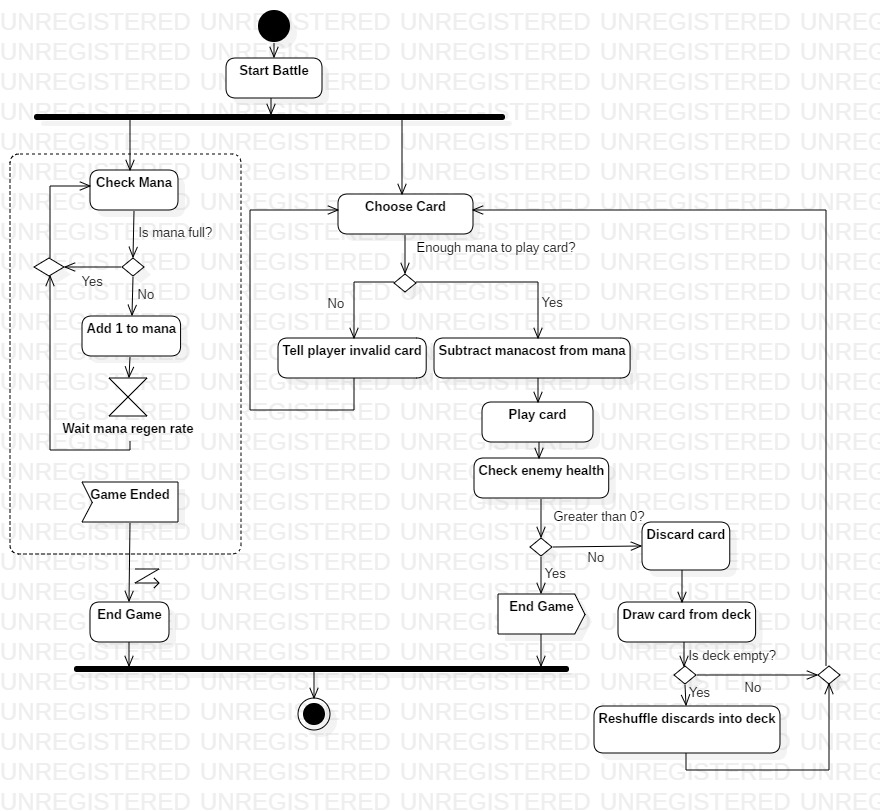 UNREGISTERED UNREGISTERED UNREGISTERED UNREGISTERED UNREGISTERED
Start Battle
Check Mana
Is mana full?
Yes
No
Add 1 to mana
Wait mana regen rate
Game Ended
End Game
Choose Card
Enough mana to play card?
No
Yes
Tell player invalid card
Subtract manacost from mana
Play card
Check enemy health
Greater than 0?
No
Yes
End Game
Discard card
Draw card from deck
Is deck empty?
No
Yes
Reshuffle discards into deck